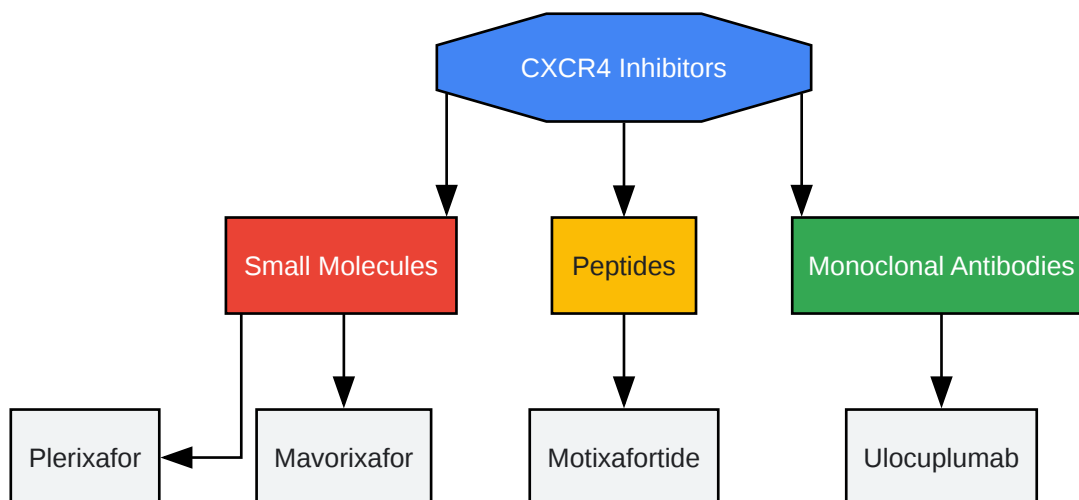 CXCR4 Inhibitors
Small Molecules
Peptides
Monoclonal Antibodies
Plerixafor
Mavorixafor
Motixafortide
Ulocuplumab